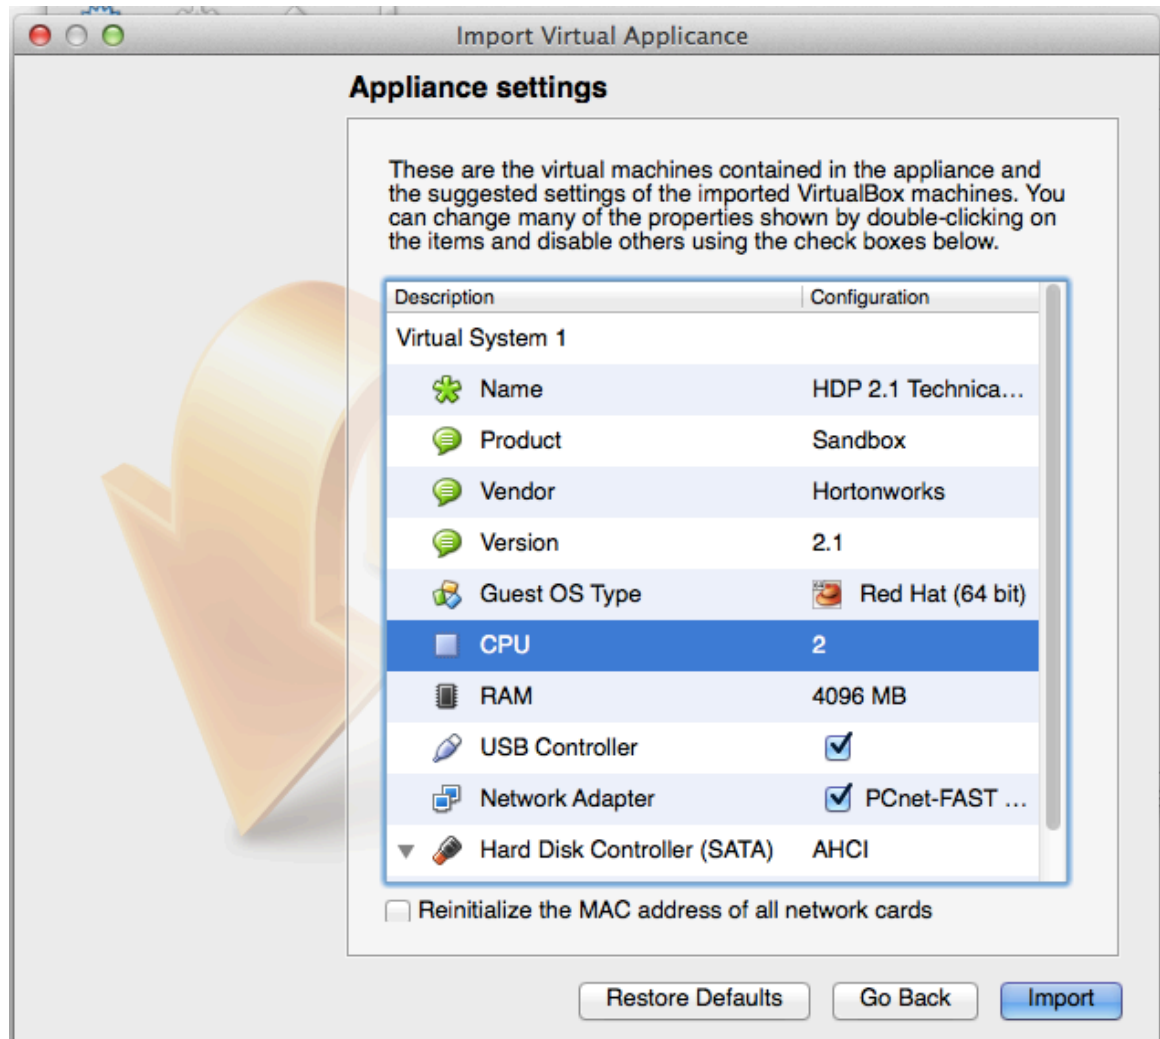 Import Virtual Applicance
Appliance settings
These are the virtual machines contained in the appliance and
the suggested settings of the imported VirtualBox machines. You
can change many of the properties shown by double-clicking on
the items and disable others using the check boxes below.
Description Configuration
Virtual System 1
Name HDP 2.1 Technica...
Product Sandbox
Vendor Hortonworks
Version 2.1
Guest OS Type Red Hat (64 bit)
CPU 2
RAM 4096 MB
USB Controller
Network Adapter PCnet-FAST ...
Hard Disk Controller (SATA) AHCI
Reinitialize the MAC address of all network cards
Restore Defaults Go Back Import